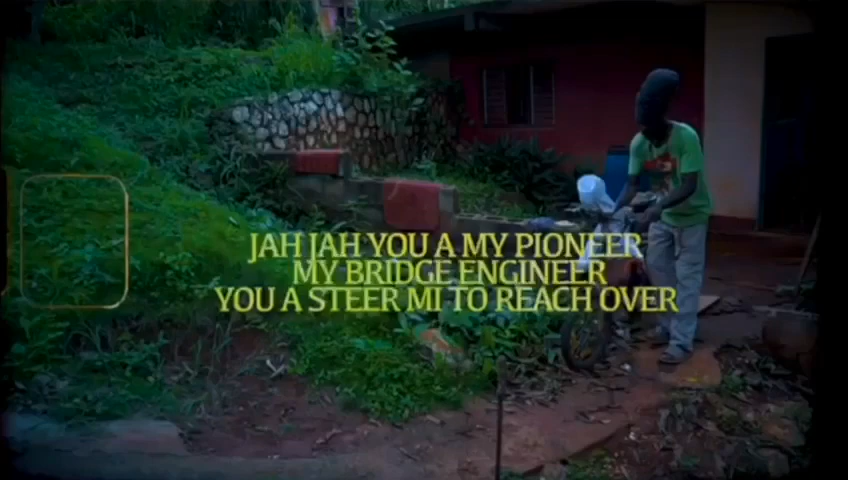 JAH JAH YOU A MY PIONEER
MY BRIDGE ENGINEER
YOU A STEER MI TO REACH OVER